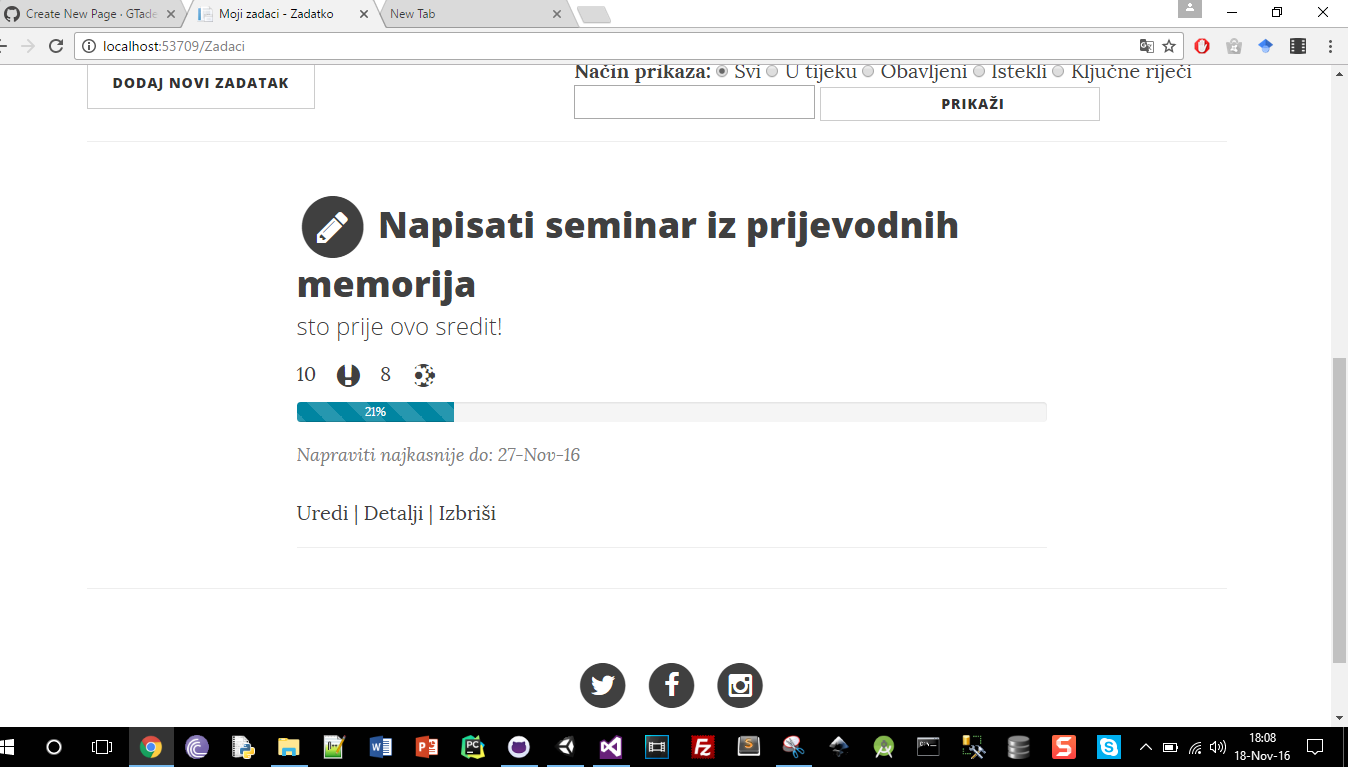 Create New Page · GTade
Moji zadaci - Zadatko
New Tab
localhost:53709/Zadaci
DODAJ NOVI ZADATAK
Način prikaza: Svi U tijeku Obavljeni Istekli Ključne riječi
PRIKAŽI
Napisati seminar iz prijevodnih
memorija
sto prije ovo sredit!
10 8
21%
Napraviti najkasnije do: 27-Nov-16
Uredi | Detalji | Izbriši
18:08
18-Nov-16